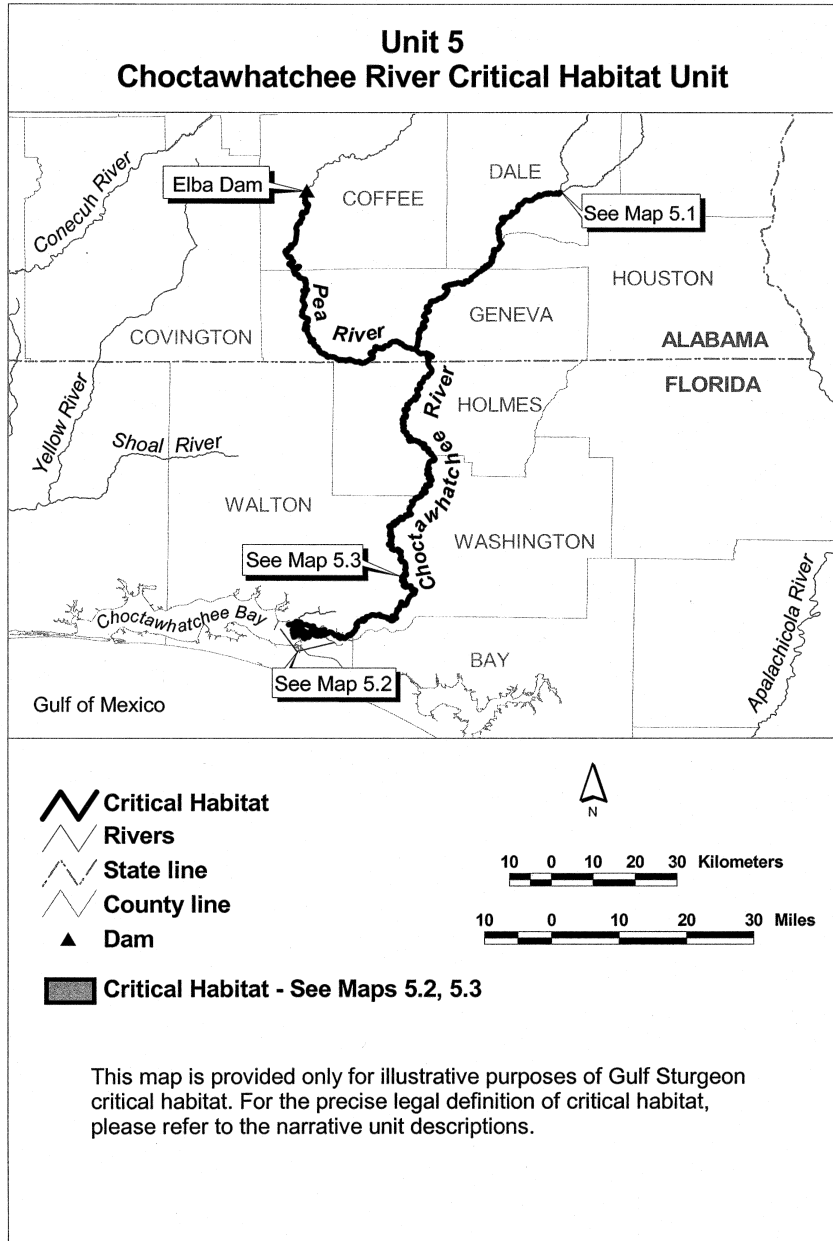 Unit 5
Choctawhatchee River Critical Habitat Unit
Conecuh River
Elba Dam
COFFEE
DALE
See Map 5.1
HOUSTON
Pea
River
GENEVA
COVINGTON
ALABAMA
FLORIDA
Yellow River
Shoal River
HOLMES
Choctawhatchee River
WALTON
WASHINGTON
See Map 5.3
Choctawhatchee Bay
See Map 5.2
BAY
Apalachicola River
Gulf of Mexico
Critical Habitat
Rivers
State line
County line
Dam
Critical Habitat - See Maps 5.2, 5.3
N
10 0 10 20 30 Kilometers
10 0 10 20 30 Miles
This map is provided only for illustrative purposes of Gulf Sturgeon
critical habitat. For the precise legal definition of critical habitat,
please refer to the narrative unit descriptions.